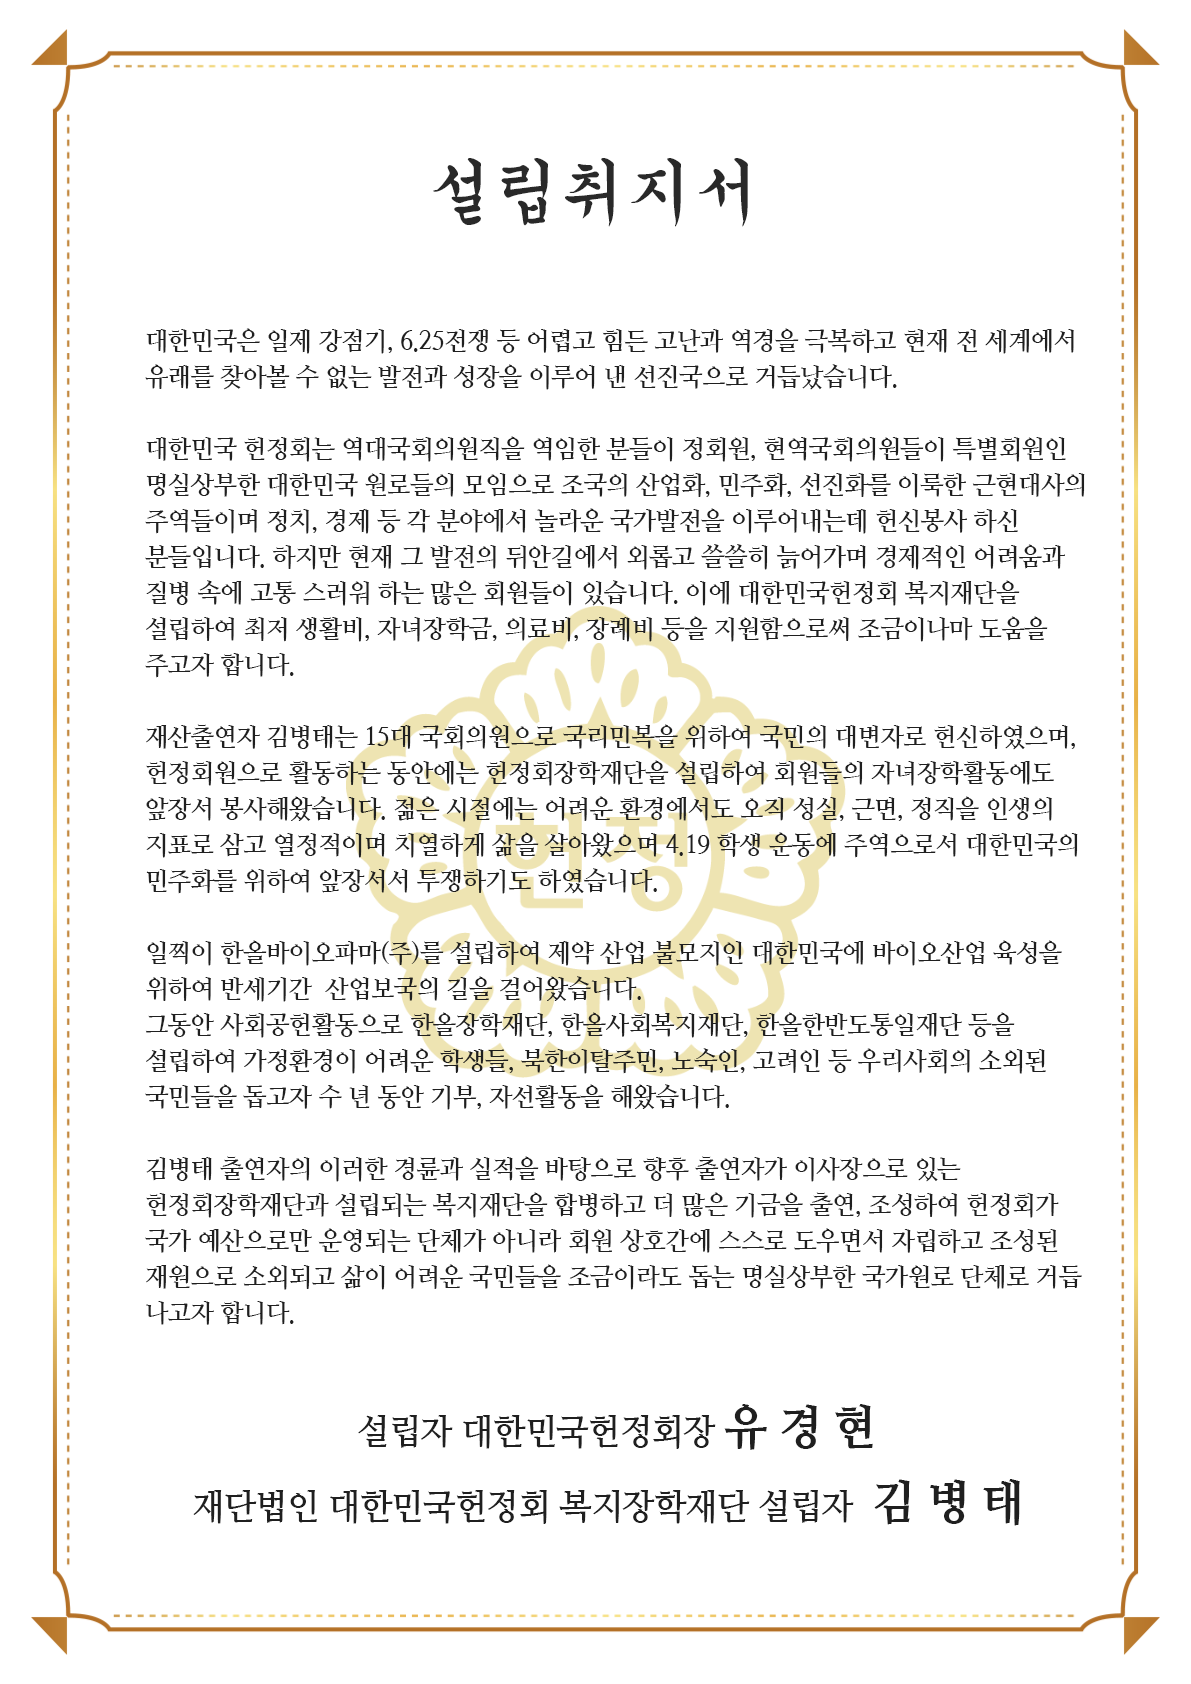 설립취지서
대한민국은 일제 강점기, 6.25전쟁 등 어렵고 힘든 고난과 역경을 극복하고 현재 전 세계에서
유래를 찾아볼 수 없는 발전과 성장을 이루어 낸 선진국으로 거듭났습니다.
대한민국 헌정회는 역대국회의원직을 역임한 분들이 정회원, 현역국회의원들이 특별회원인
명실상부한 대한민국 원로들의 모임으로 조국의 산업화, 민주화, 선진화를 이룩한 근현대사의
주역들이며 정치, 경제 등 각 분야에서 놀라운 국가발전을 이루어내는데 헌신봉사 하신
분들입니다. 하지만 현재 그 발전의 뒤안길에서 외롭고 쓸쓸히 늙어가며 경제적인 어려움과
질병 속에 고통 스러워 하는 많은 회원들이 있습니다. 이에 대한민국헌정회 복지재단을
설립하여 최저 생활비, 자녀장학금, 의료비, 장례비 등을 지원함으로써 조금이나마 도움을
주고자 합니다.
재산출연자 김병태는 15대 국회의원으로 국리민복을 위하여 국민의 대변자로 헌신하였으며,
헌정회원으로 활동하는 동안에는 헌정회장학재단을 설립하여 회원들의 자녀장학활동에도
앞장서 봉사해왔습니다. 젊은 시절에는 어려운 환경에서도 오직 성실, 근면, 정직을 인생의
지표로 삼고 열정적이며 치열하게 삶을 살아왔으며 4.19 학생 운동에 주역으로서 대한민국의
민주화를 위하여 앞장서서 투쟁하기도 하였습니다.
헌정
일찍이 한올바이오파마(주)를 설립하여 제약 산업 불모지인 대한민국에 바이오산업 육성을
위하여 반세기간  산업보국의 길을 걸어왔습니다.
그동안 사회공헌활동으로 한올장학재단, 한올사회복지재단, 한올한반도통일재단 등을
설립하여 가정환경이 어려운 학생들, 북한이탈주민, 노숙인, 고려인 등 우리사회의 소외된
국민들을 돕고자 수 년 동안 기부, 자선활동을 해왔습니다.
김병태 출연자의 이러한 경륜과 실적을 바탕으로 향후 출연자가 이사장으로 있는
헌정회장학재단과 설립되는 복지재단을 합병하고 더 많은 기금을 출연, 조성하여 헌정회가
국가 예산으로만 운영되는 단체가 아니라 회원 상호간에 스스로 도우면서 자립하고 조성된
재원으로 소외되고 삶이 어려운 국민들을 조금이라도 돕는 명실상부한 국가원로 단체로 거듭
나고자 합니다.
설립자 대한민국헌정회장 유 경 현
재단법인 대한민국헌정회 복지장학재단 설립자 김 병 태